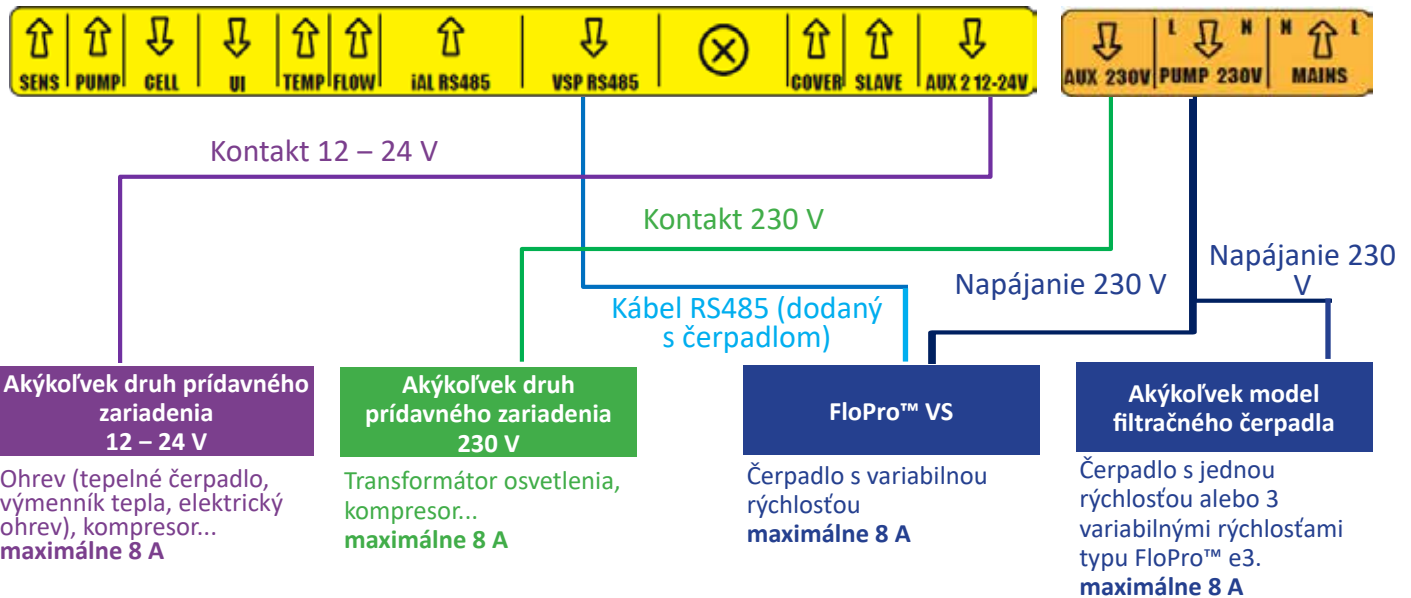 SENS PUMP CELL UI TEMP FLOW iAL RS485 VSP RS485 COVER SLAVE AUX 2 12-24V
L N N L
AUX 230V PUMP 230V MAINS
Kontakt 12 – 24 V
Kontakt 230 V
Kábel RS485 (dodaný
s čerpadlom)
Napájanie 230 V
Napájanie 230
V
Akýkoľvek druh prídavného
zariadenia
12 – 24 V
Ohrev (tepelné čerpadlo,
výmenník tepla, elektrický
ohrev), kompresor...
maximálne 8 A
Akýkoľvek druh
prídavného zariadenia
230 V
Transformátor osvetlenia,
kompresor...
maximálne 8 A
FloPro™ VS
Čerpadlo s variabilnou
rýchlosťou
maximálne 8 A
Akýkoľvek model
filtračného čerpadla
Čerpadlo s jednou
rýchlosťou alebo 3
variabilnými rýchlosťami
typu FloPro™ e3.
maximálne 8 A